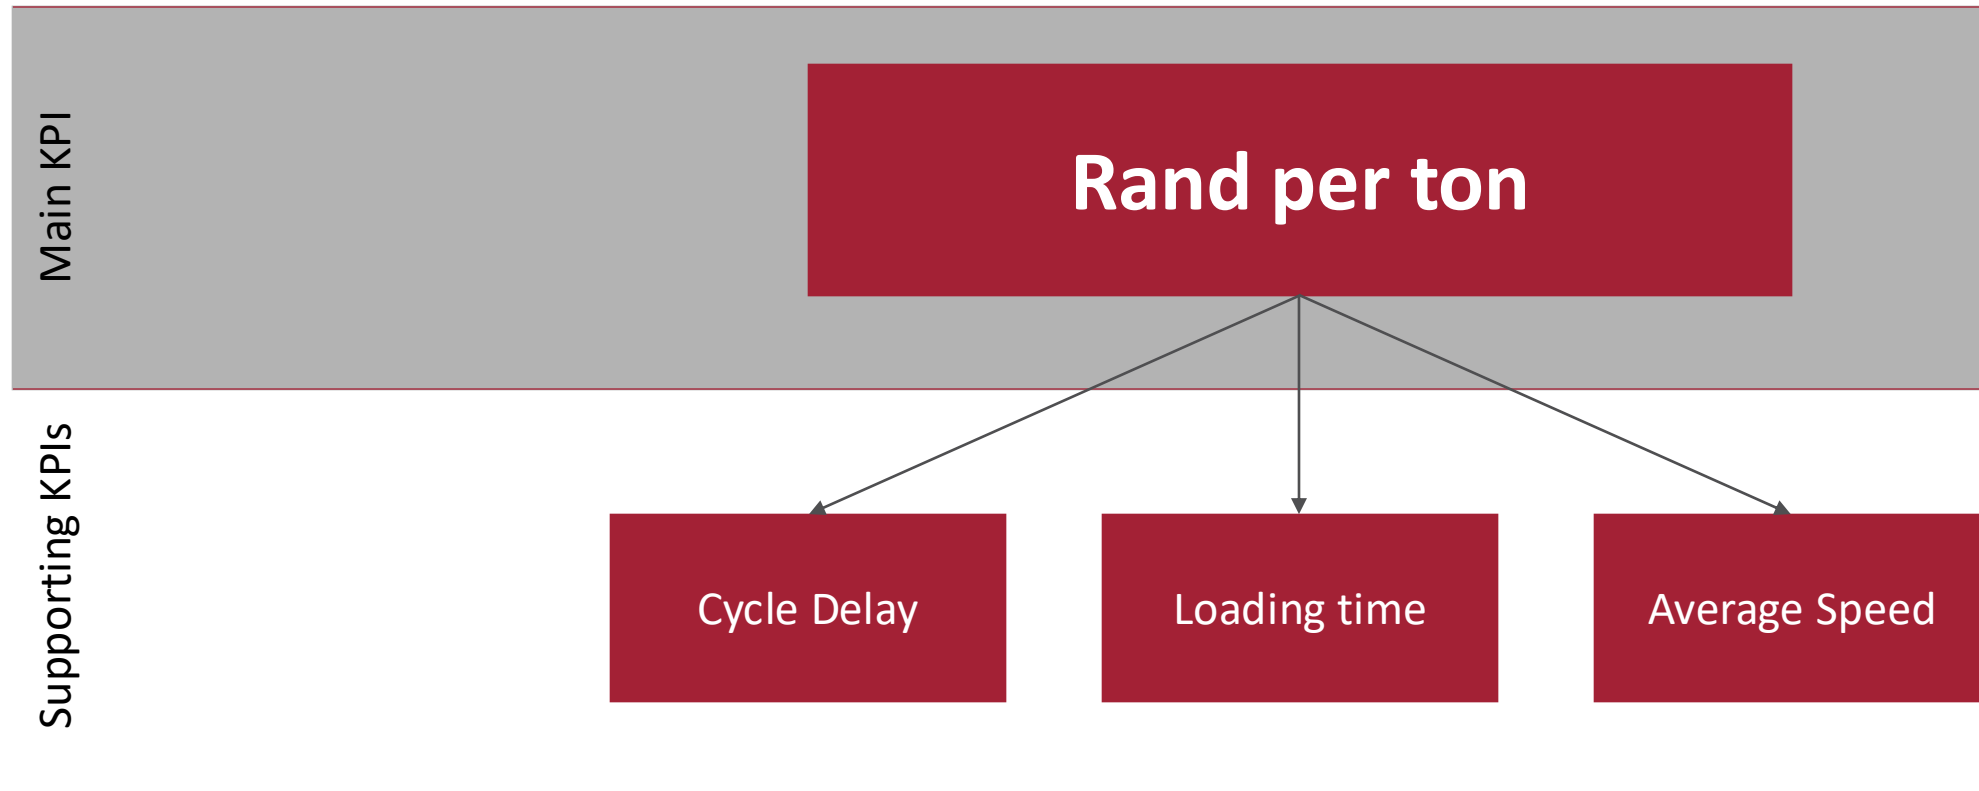 Main KPI
Rand per ton
Supporting KPIs
Cycle Delay
Loading time
Average Speed